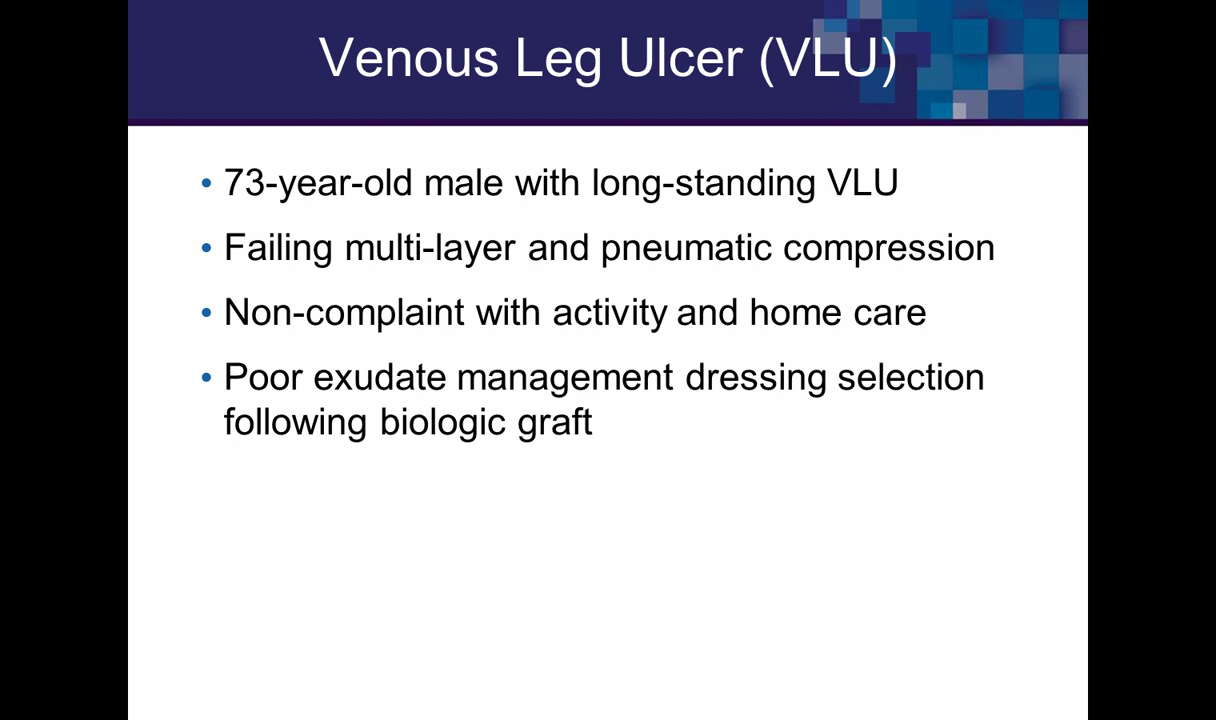 Venous Leg Ulcer (VLU)
• 73-year-old male with long-standing VLU
• Failing multi-layer and pneumatic compression
• Non-complaint with activity and home care
• Poor exudate management dressing selection
following biologic graft